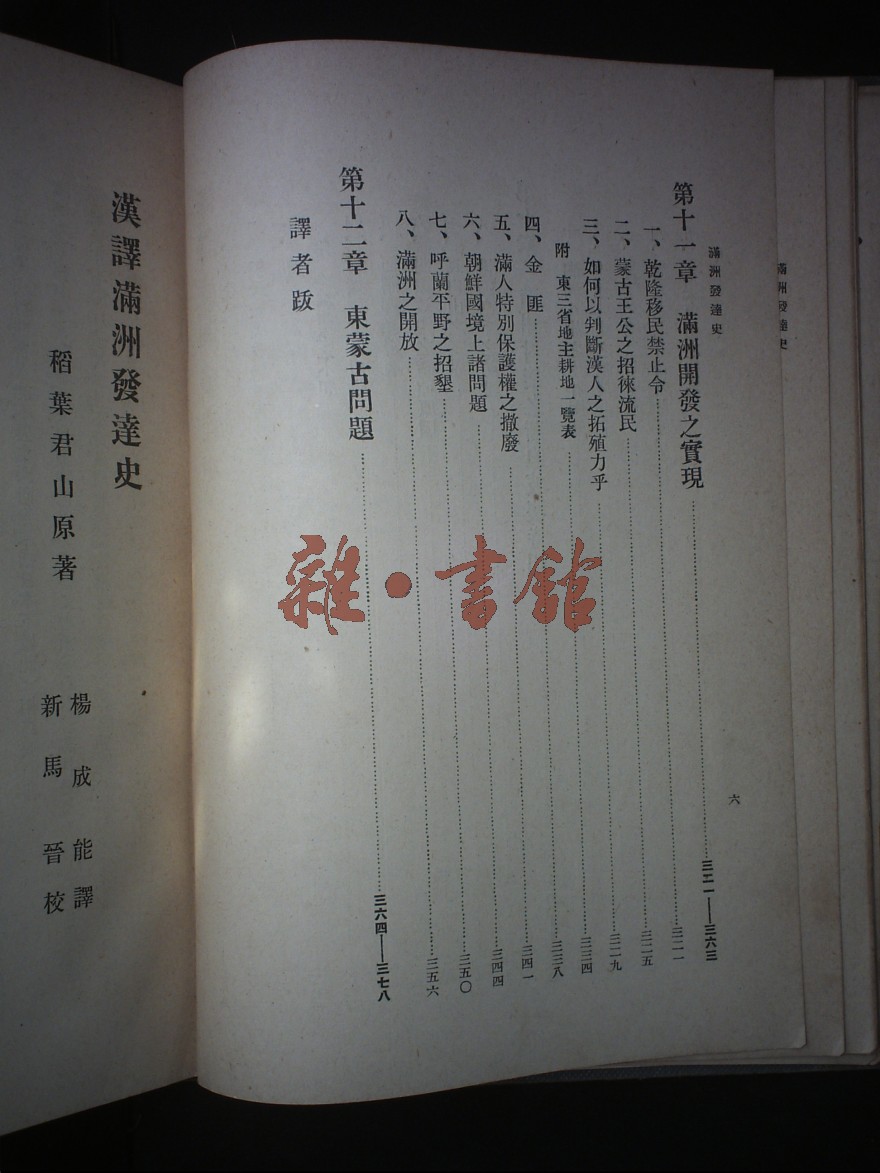 滿洲發達史
滿洲發達史
第十一章　滿洲開發之實現 三二一——三六三
一、乾隆移民禁止令 三二一
二、蒙古王公之招徠流民 三二五
三、如何以判斷漢人之拓殖力乎 三二九
附　東三省地主耕地一覽表 三三四
四、金匪 三三八
五、滿人特別保護權之撤廢 三四一
六、朝鮮國境上諸問題 三四四
七、呼蘭平野之招墾 三五〇
八、滿洲之開放 三五六
第十二章　東蒙古問題 三六四——三七八
譯者跋
六
漢譯滿洲發達史
稻葉君山原著
楊成能譯
新馬晉校
雜·書館